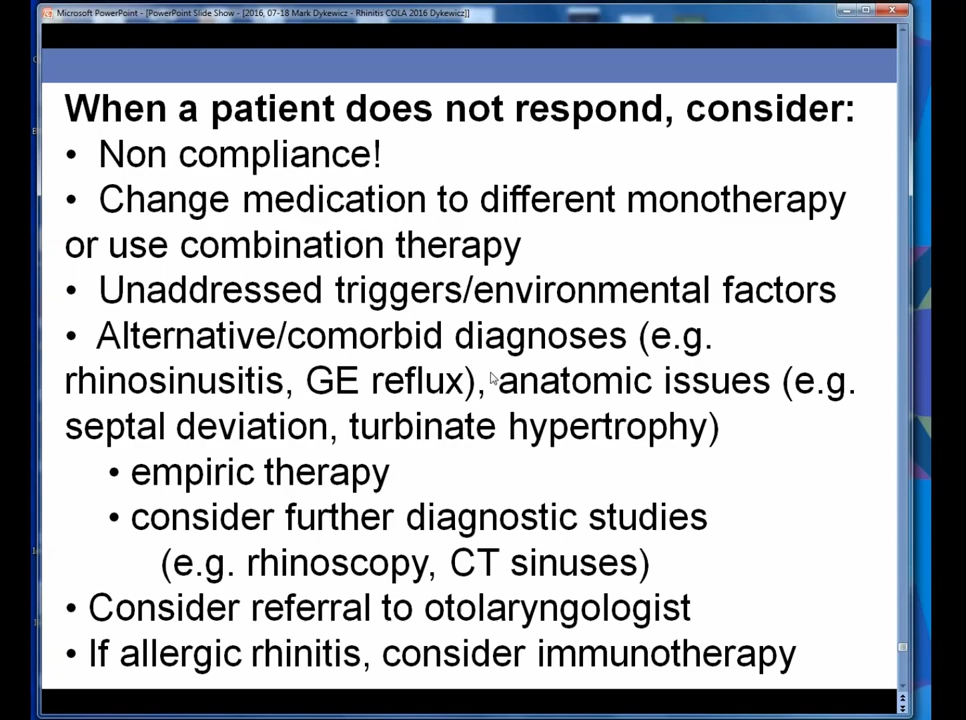 Microsoft PowerPoint - [PowerPoint Slide Show - [2016, 07-18 Mark Dykewicz - Rhinitis COLA 2016 Dykewicz]]
When a patient does not respond, consider:
• Non compliance!
• Change medication to different monotherapy
or use combination therapy
• Unaddressed triggers/environmental factors
• Alternative/comorbid diagnoses (e.g.
rhinosinusitis, GE reflux), anatomic issues (e.g.
septal deviation, turbinate hypertrophy)
• empiric therapy
• consider further diagnostic studies
(e.g. rhinoscopy, CT sinuses)
• Consider referral to otolaryngologist
• If allergic rhinitis, consider immunotherapy